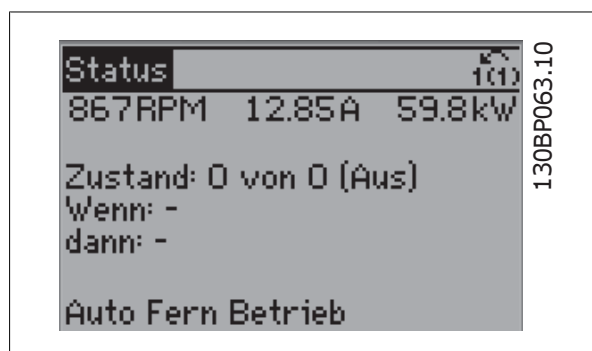 Status 1(1)
867RPM 12.85A 59.8kW
Zustand: 0 von 0 (Aus)
Wenn: -
dann: -
Auto Fern Betrieb
130BP063.10